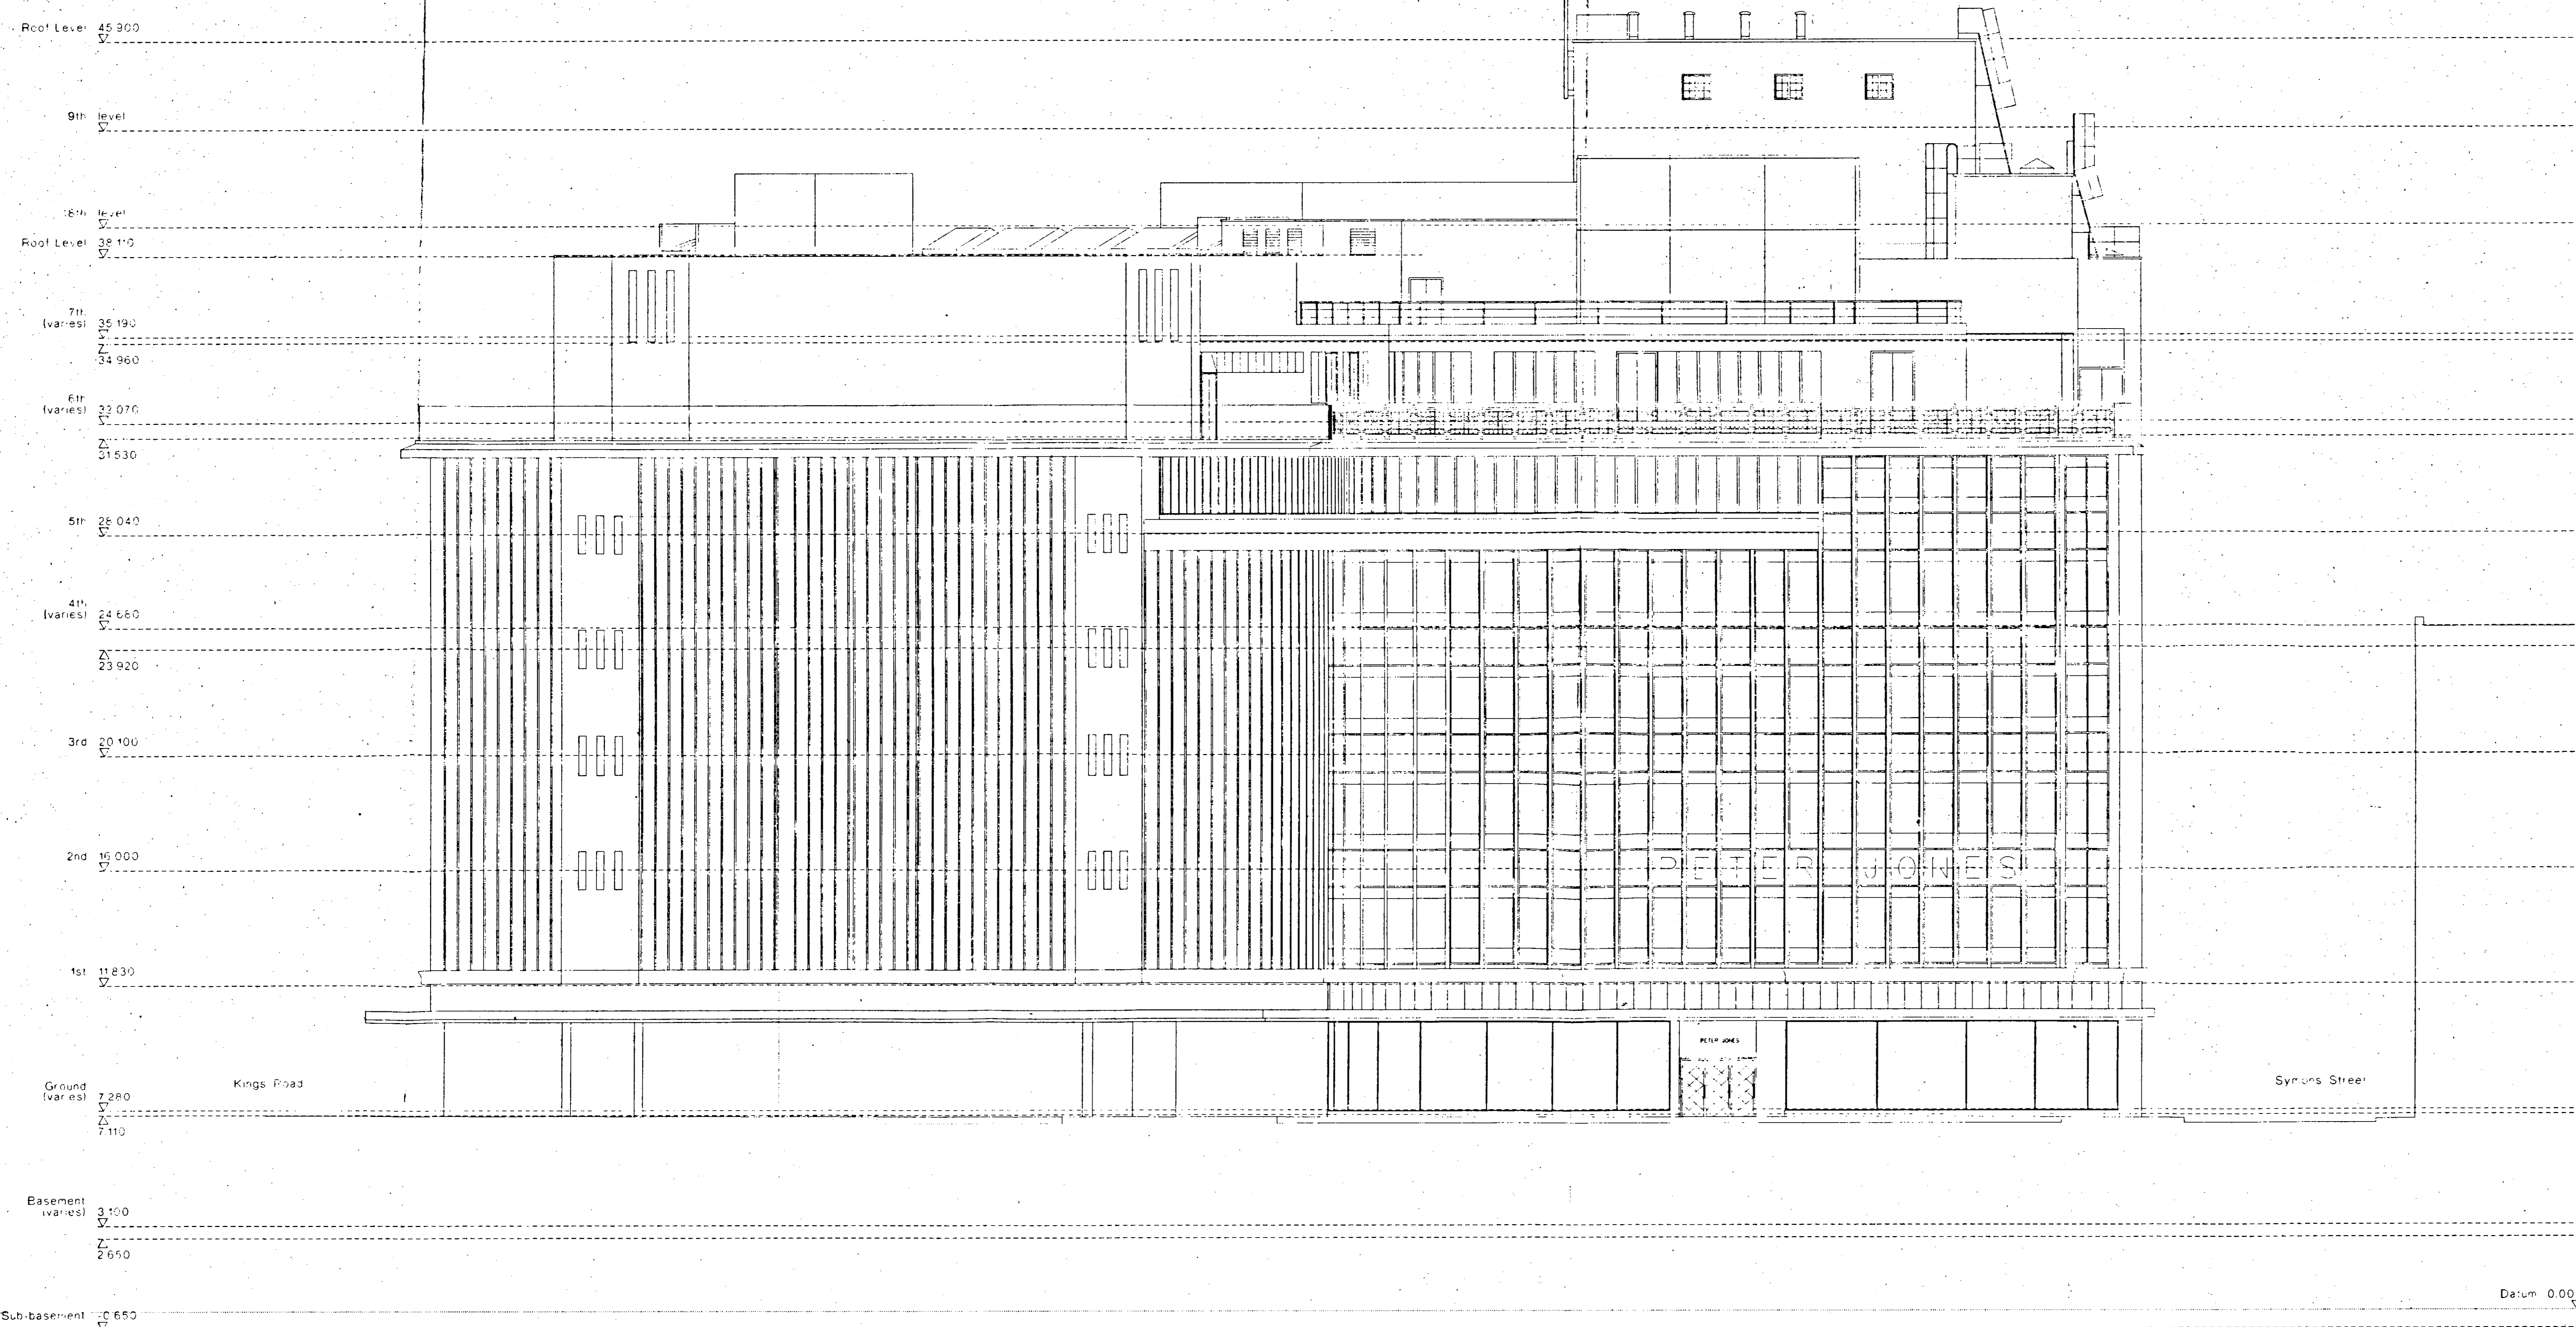 Roof Level 45 900
9th level
8th level
Roof Level 38 110
7th
(varies) 35 190
34 960
6th
(varies) 32 070
31 530
5th 28 040
4th
(varies) 24 680
23 920
3rd 20 100
2nd 16 000
PETER JONES
1st 11 830
PETER JONES
Kings Road
Symons Street
Ground
(varies) 7 280
7 110
Basement
(varies) 3 100
2 650
Datum 0.00
Sub-basement -0 650